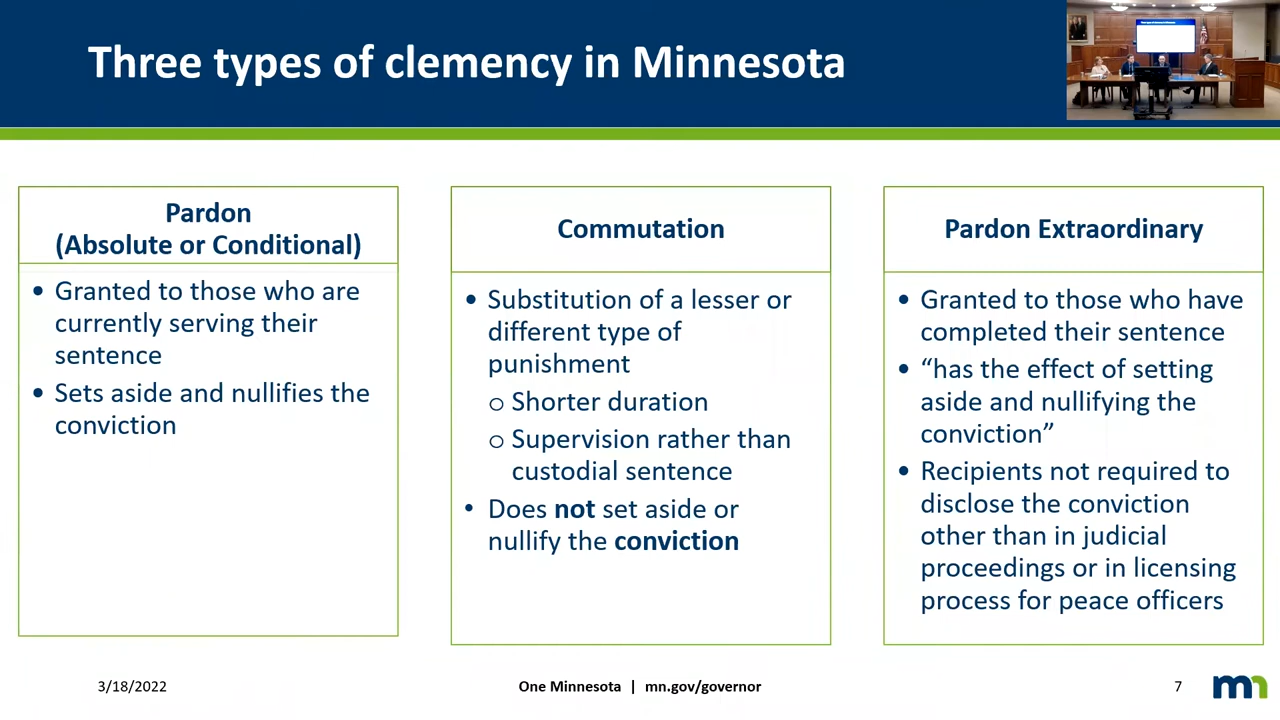 Three types of clemency in Minnesota
Pardon
(Absolute or Conditional)
• Granted to those who are
currently serving their
sentence
• Sets aside and nullifies the
conviction
Commutation
• Substitution of a lesser or
different type of
punishment
o Shorter duration
o Supervision rather than
custodial sentence
• Does not set aside or
nullify the conviction
Pardon Extraordinary
• Granted to those who have
completed their sentence
• “has the effect of setting
aside and nullifying the
conviction”
• Recipients not required to
disclose the conviction
other than in judicial
proceedings or in licensing
process for peace officers
3/18/2022
One Minnesota | mn.gov/governor
7
mn